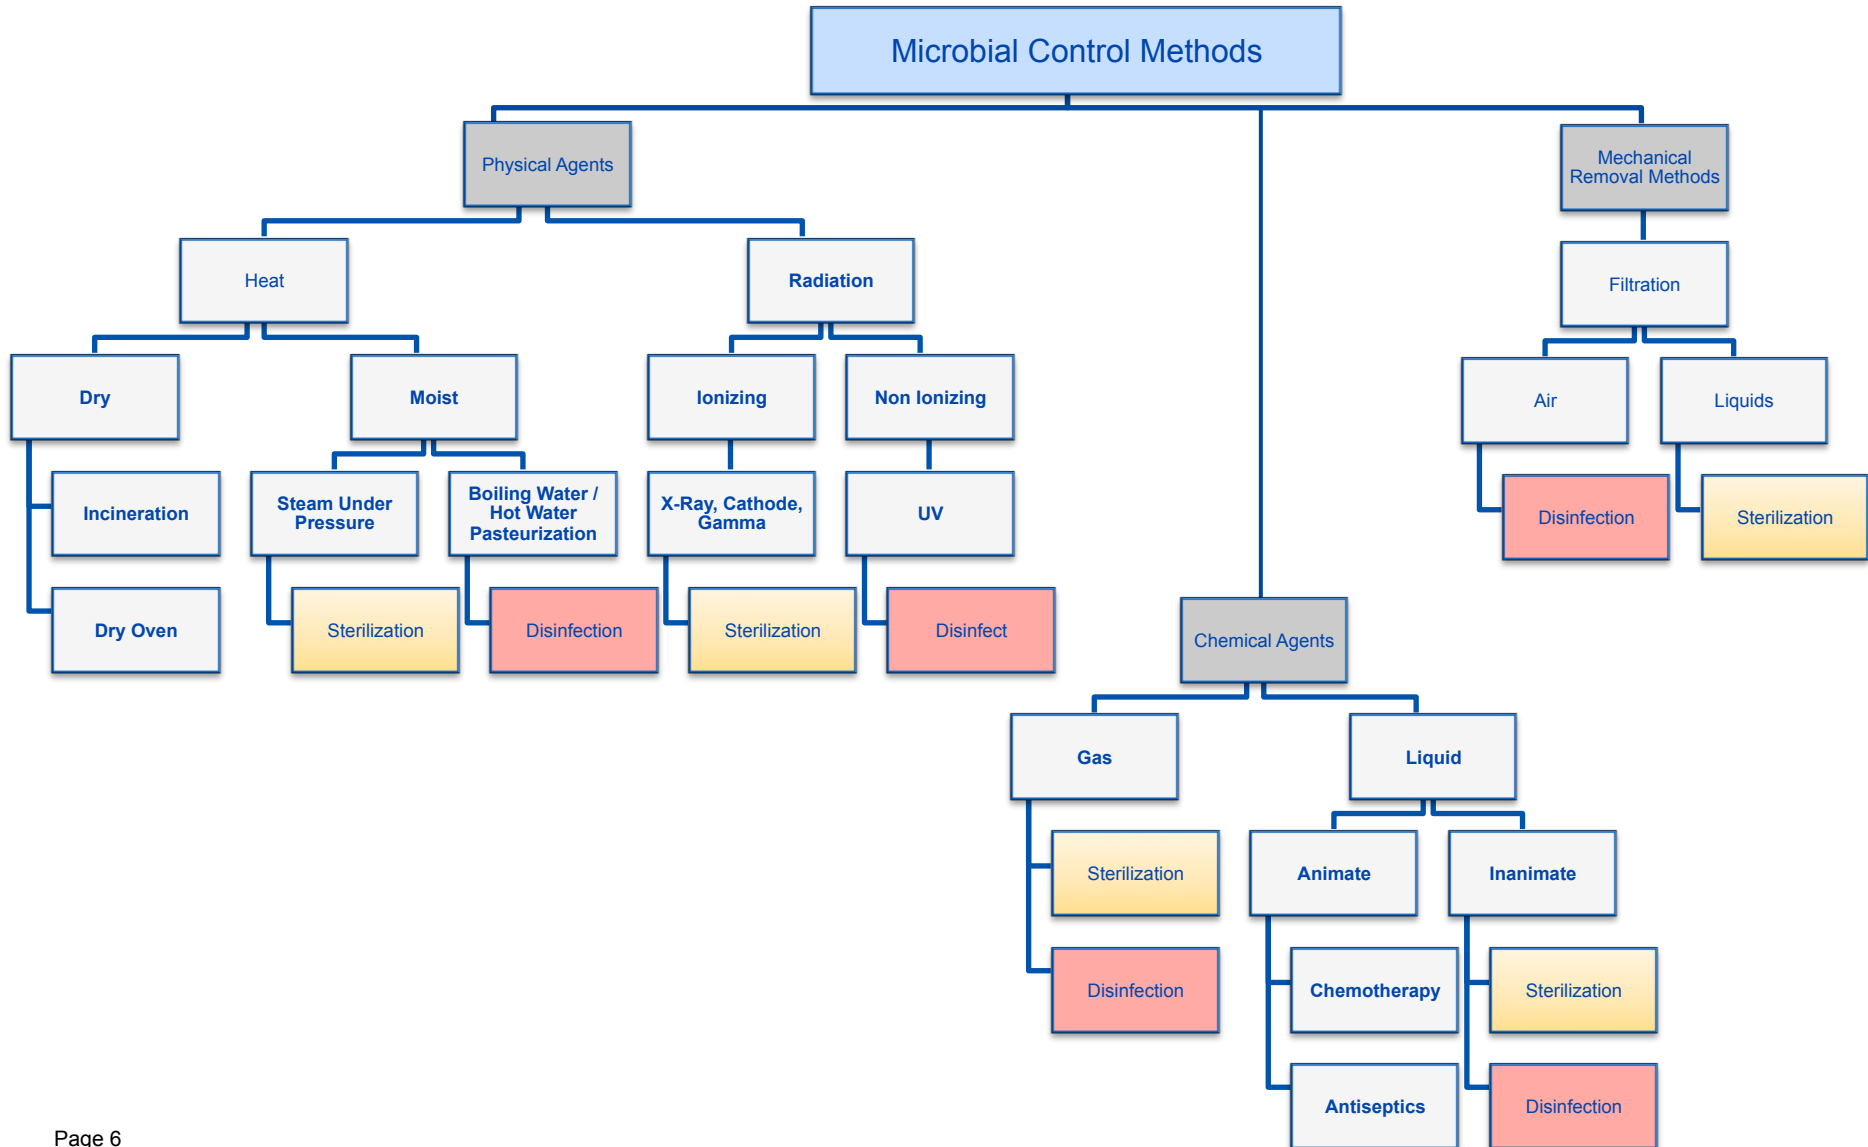 Microbial Control Methods
Physical Agents
Mechanical
Removal Methods
Heat
Radiation
Filtration
Dry
Moist
Ionizing
Non Ionizing
Air
Liquids
Incineration
Steam Under
Pressure
Boiling Water /
Hot Water
Pasteurization
X-Ray, Cathode,
Gamma
UV
Disinfection
Sterilization
Dry Oven
Sterilization
Disinfection
Sterilization
Disinfect
Chemical Agents
Gas
Liquid
Sterilization
Animate
Inanimate
Disinfection
Chemotherapy
Sterilization
Antiseptics
Disinfection
Page 6